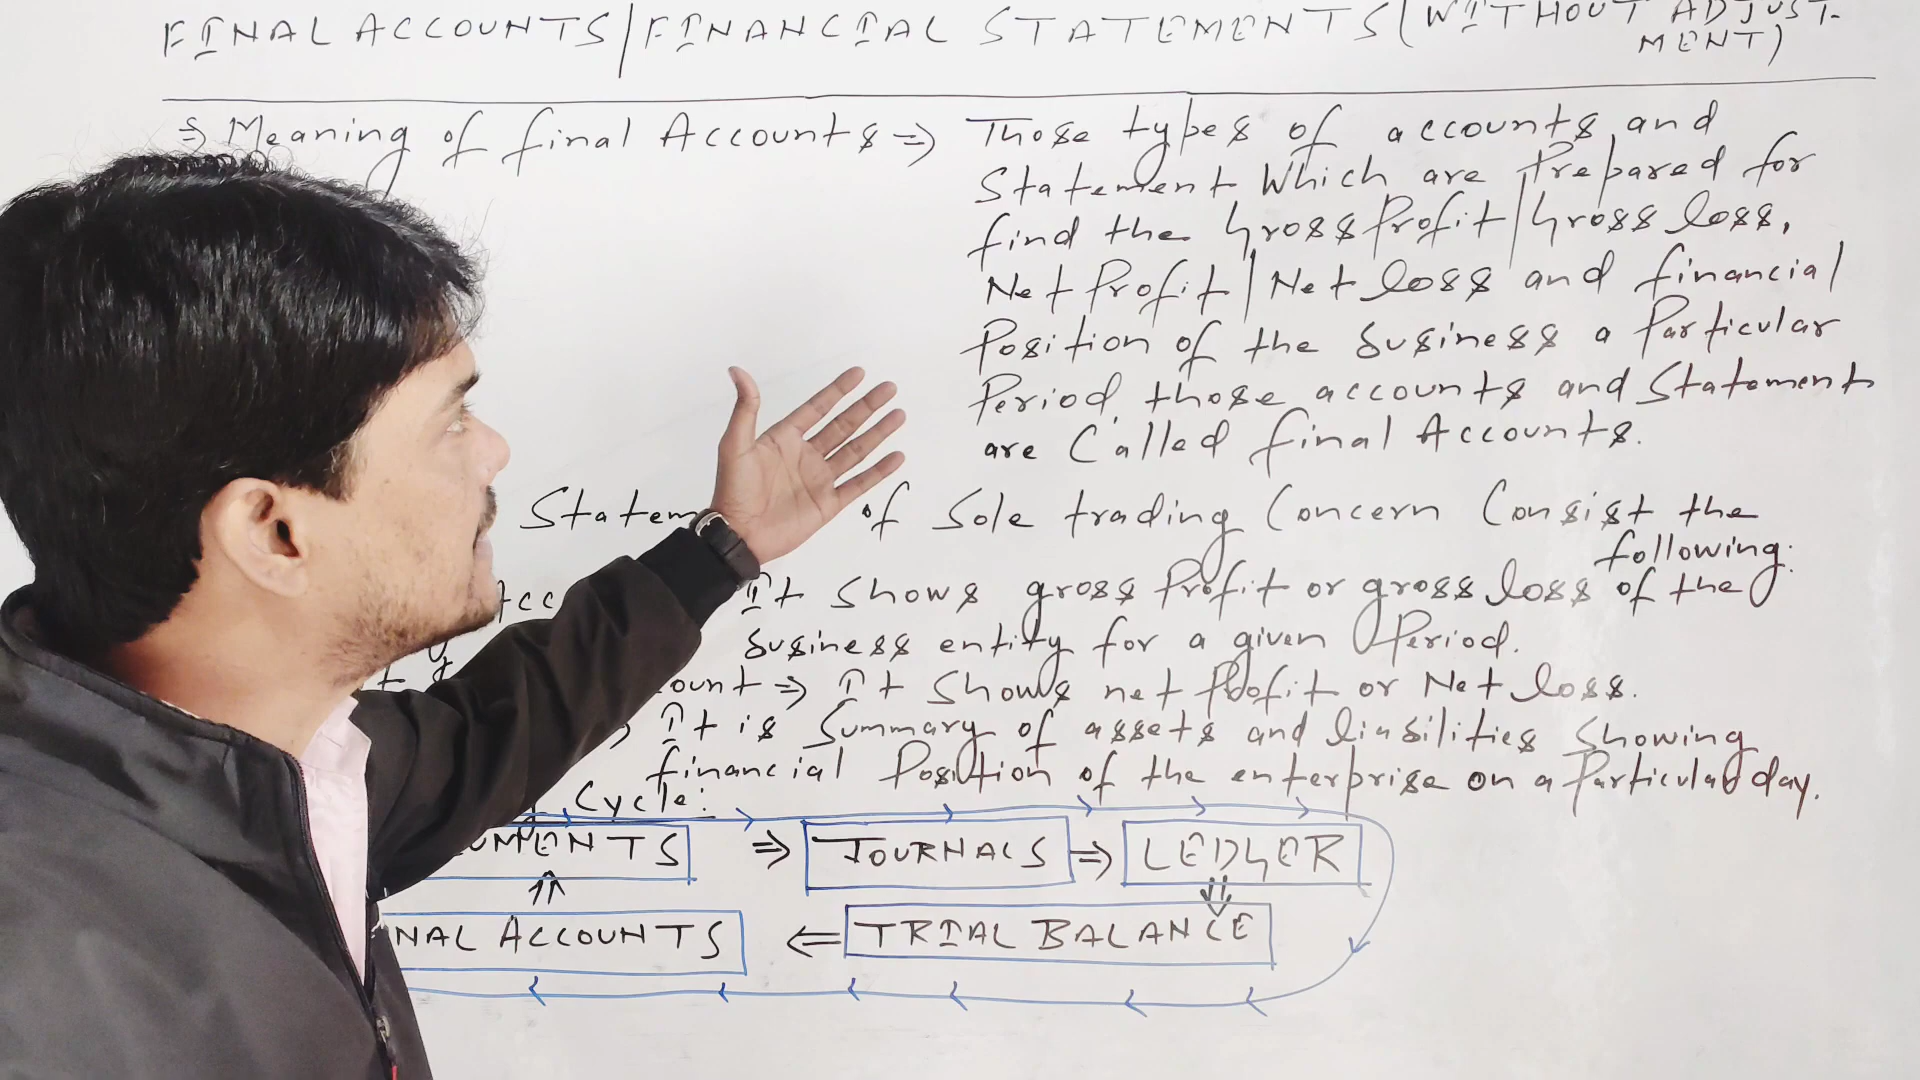 FINAL ACCOUNTS/FINANCIAL STATEMENTS (WITHOUT ADJUST-
MENT)
⇒ Meaning of final Accounts ⇒ Those types of accounts and
Statement Which are Prepared for
find the Gross Profit/Gross loss,
Net Profit/Net loss and financial
Position of the business a Particular
Period, those accounts and Statement
are Called final Accounts.
of Sole trading Concern Consist the
following:
It shows gross Profit or gross loss of the
business entity for a given Period.
⇒ It Shows net Profit or Net loss.
It is Summary of assets and liabilities Showing
financial Position of the enterprise on a Particular day.
Cycle:
⇒ JOURNALS ⇒ LEDGER
⇑ ⇓
ACCOUNTS ⇐ TRIAL BALANCE